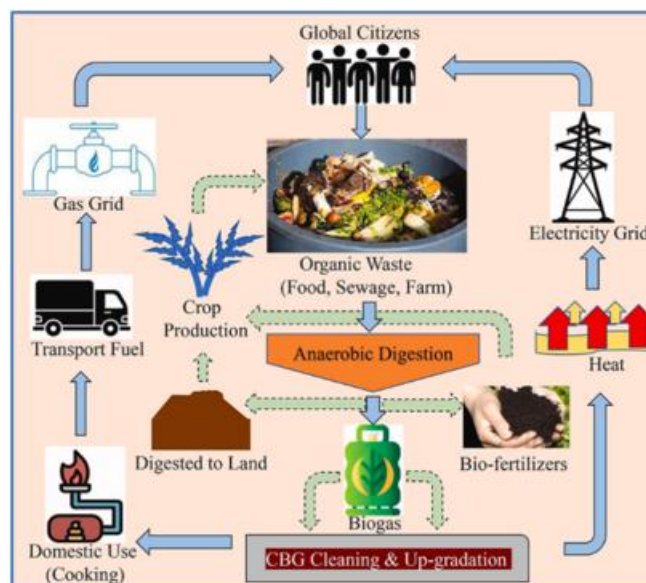 Global Citizens
Gas Grid
Electricity Grid
Organic Waste
(Food, Sewage, Farm)
Crop
Production
Transport Fuel
Anaerobic Digestion
Heat
Digested to Land
Bio-fertilizers
Biogas
Domestic Use
(Cooking)
CBG Cleaning & Up-gradation